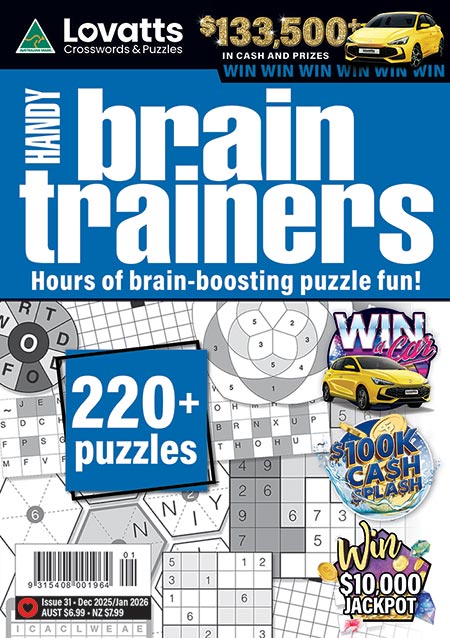 AUSTRALIAN MADE
Lovatts
Crosswords & Puzzles
$133,500++
IN CASH AND PRIZES
WIN WIN WIN WIN WIN WIN
HANDY
brain
trainers
Hours of brain-boosting puzzle fun!
WIN
a Car
220+
puzzles
$100K
CASH
SPLASH
Win
$10,000
JACKPOT
01
9 315408 001964
Issue 31 • Dec 2025/Jan 2026
AUST $6.99 • NZ $7.99
I C A C L W E A E